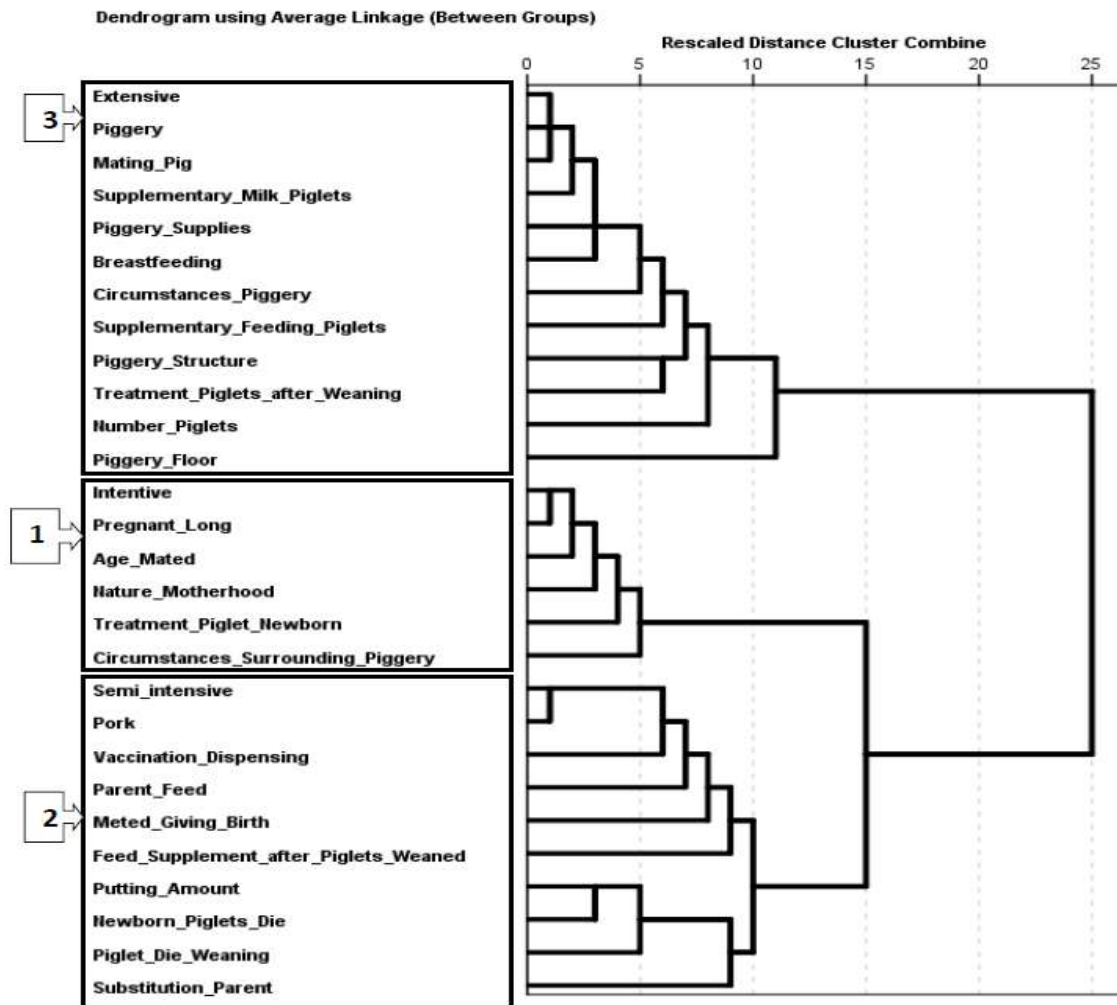 Dendrogram using Average Linkage (Between Groups)
Rescaled Distance Cluster Combine
0 5 10 15 20 25
3
Extensive
Piggery
Mating_Pig
Supplementary_Milk_Piglets
Piggery_Supplies
Breastfeeding
Circumstances_Piggery
Supplementary_Feeding_Piglets
Piggery_Structure
Treatment_Piglets_after_Weaning
Number_Piglets
Piggery_Floor
1
Intentive
Pregnant_Long
Age_Mated
Nature_Motherhood
Treatment_Piglet_Newborn
Circumstances_Surrounding_Piggery
2
Semi_intensive
Pork
Vaccination_Dispensing
Parent_Feed
Meted_Giving_Birth
Feed_Supplement_after_Piglets_Weaned
Putting_Amount
Newborn_Piglets_Die
Piglet_Die_Weaning
Substitution_Parent